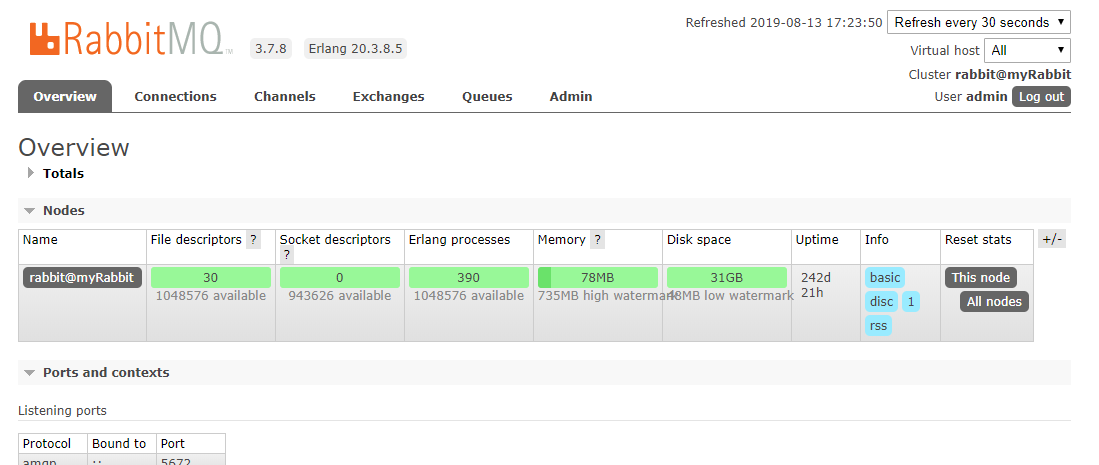 RabbitMQ TM 3.7.8 Erlang 20.3.8.5
Refreshed 2019-08-13 17:23:50 Refresh every 30 seconds
Virtual host All
Cluster rabbit@myRabbit
User admin Log out
Overview Connections Channels Exchanges Queues Admin
Overview
Totals
Nodes
Name File descriptors ? Socket descriptors ? Erlang processes Memory ? Disk space Uptime Info Reset stats +/-
rabbit@myRabbit 30 0 390 78MB 31GB 242d 21h basic disc 1 rss This node All nodes
1048576 available 943626 available 1048576 available 735MB high watermark 48MB low watermark
Ports and contexts
Listening ports
Protocol Bound to Port
amqp :: 5672